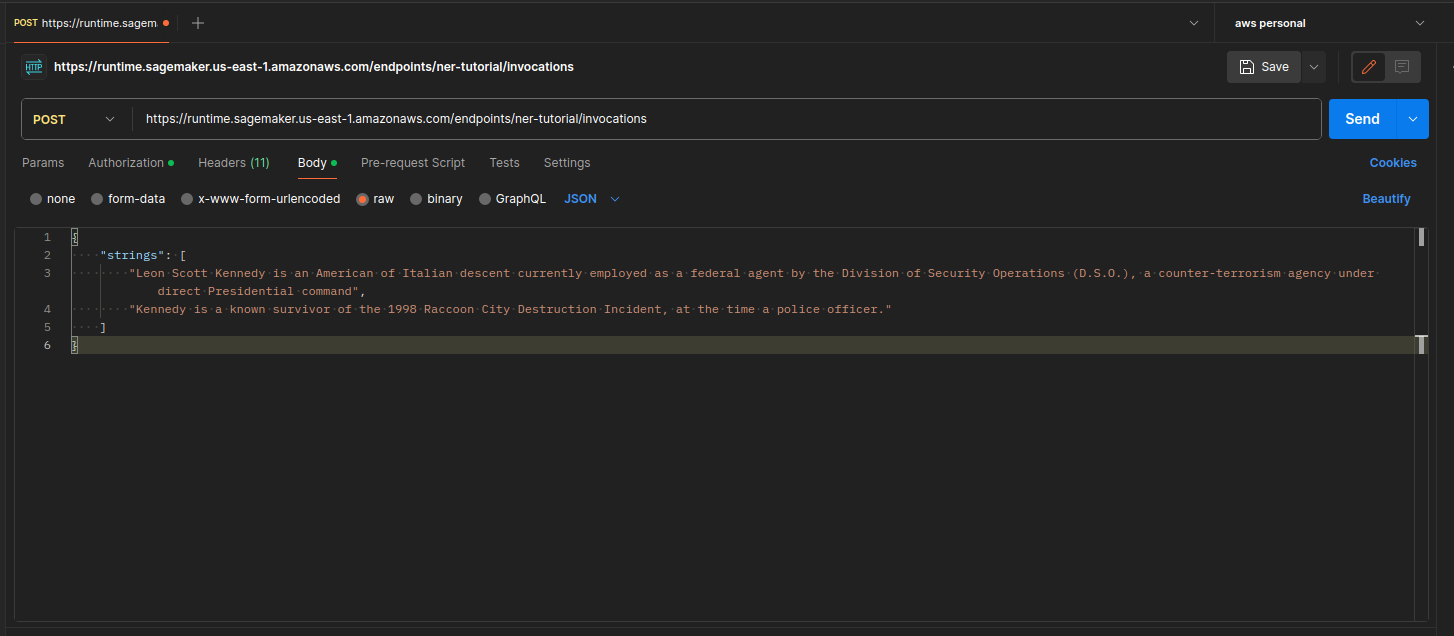 POST https://runtime.sagem
aws personal
HTTP https://runtime.sagemaker.us-east-1.amazonaws.com/endpoints/ner-tutorial/invocations
Save
POST https://runtime.sagemaker.us-east-1.amazonaws.com/endpoints/ner-tutorial/invocations
Send
Params Authorization Headers (11) Body Pre-request Script Tests Settings Cookies
none form-data x-www-form-urlencoded raw binary GraphQL JSON Beautify
1 {
2 "strings": [
3 "Leon Scott Kennedy is an American of Italian descent currently employed as a federal agent by the Division of Security Operations (D.S.O.), a counter-terrorism agency under
direct Presidential command",
4 "Kennedy is a known survivor of the 1998 Raccoon City Destruction Incident, at the time a police officer."
5 ]
6 }